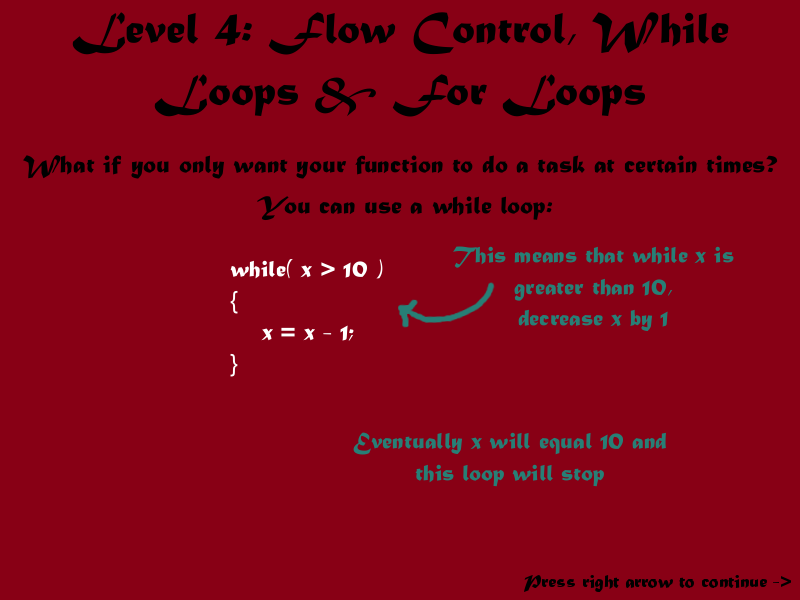 Level 4: Flow Control, While
Loops & For Loops
What if you only want your function to do a task at certain times?
You can use a while loop:
while( x > 10 )
{
x = x - 1;
}
This means that while x is
greater than 10,
decrease x by 1
Eventually x will equal 10 and
this loop will stop
Press right arrow to continue ->